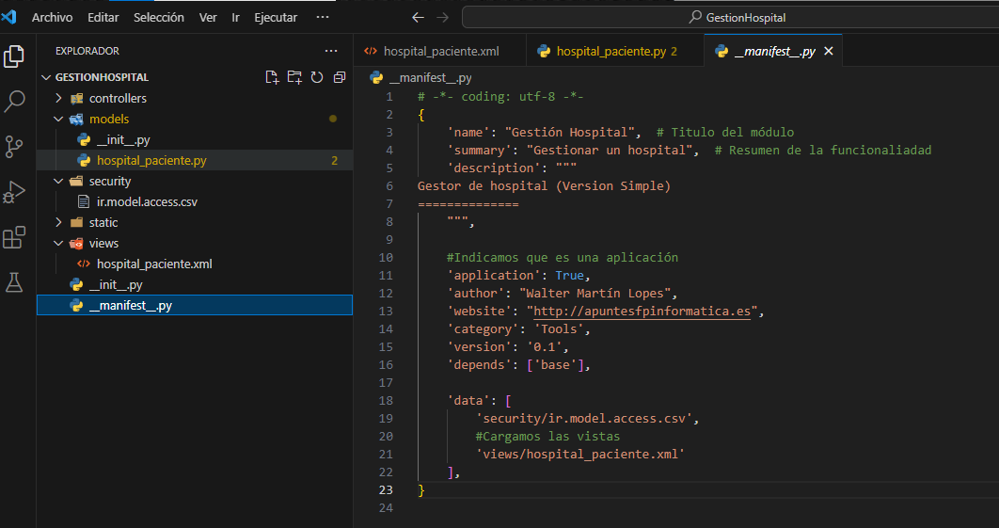 Archivo Editar Selección Ver Ir Ejecutar ··· GestionHospital
EXPLORADOR ···
GESTIONHOSPITAL
controllers
models
__init__.py
hospital_paciente.py 2
security
ir.model.access.csv
static
views
hospital_paciente.xml
__init__.py
__manifest__.py
hospital_paciente.xml hospital_paciente.py 2 __manifest__.py
__manifest__.py
1 # -*- coding: utf-8 -*-
2 {
3 'name': "Gestión Hospital", # Titulo del módulo
4 'summary': "Gestionar un hospital", # Resumen de la funcionaliadad
5 'description': """
6 Gestor de hospital (Version Simple)
7 ==============
8 """,
9
10 #Indicamos que es una aplicación
11 'application': True,
12 'author': "Walter Martín Lopes",
13 'website': "http://apuntesfpinformatica.es",
14 'category': 'Tools',
15 'version': '0.1',
16 'depends': ['base'],
17
18 'data': [
19 'security/ir.model.access.csv',
20 #Cargamos las vistas
21 'views/hospital_paciente.xml'
22 ],
23 }
24